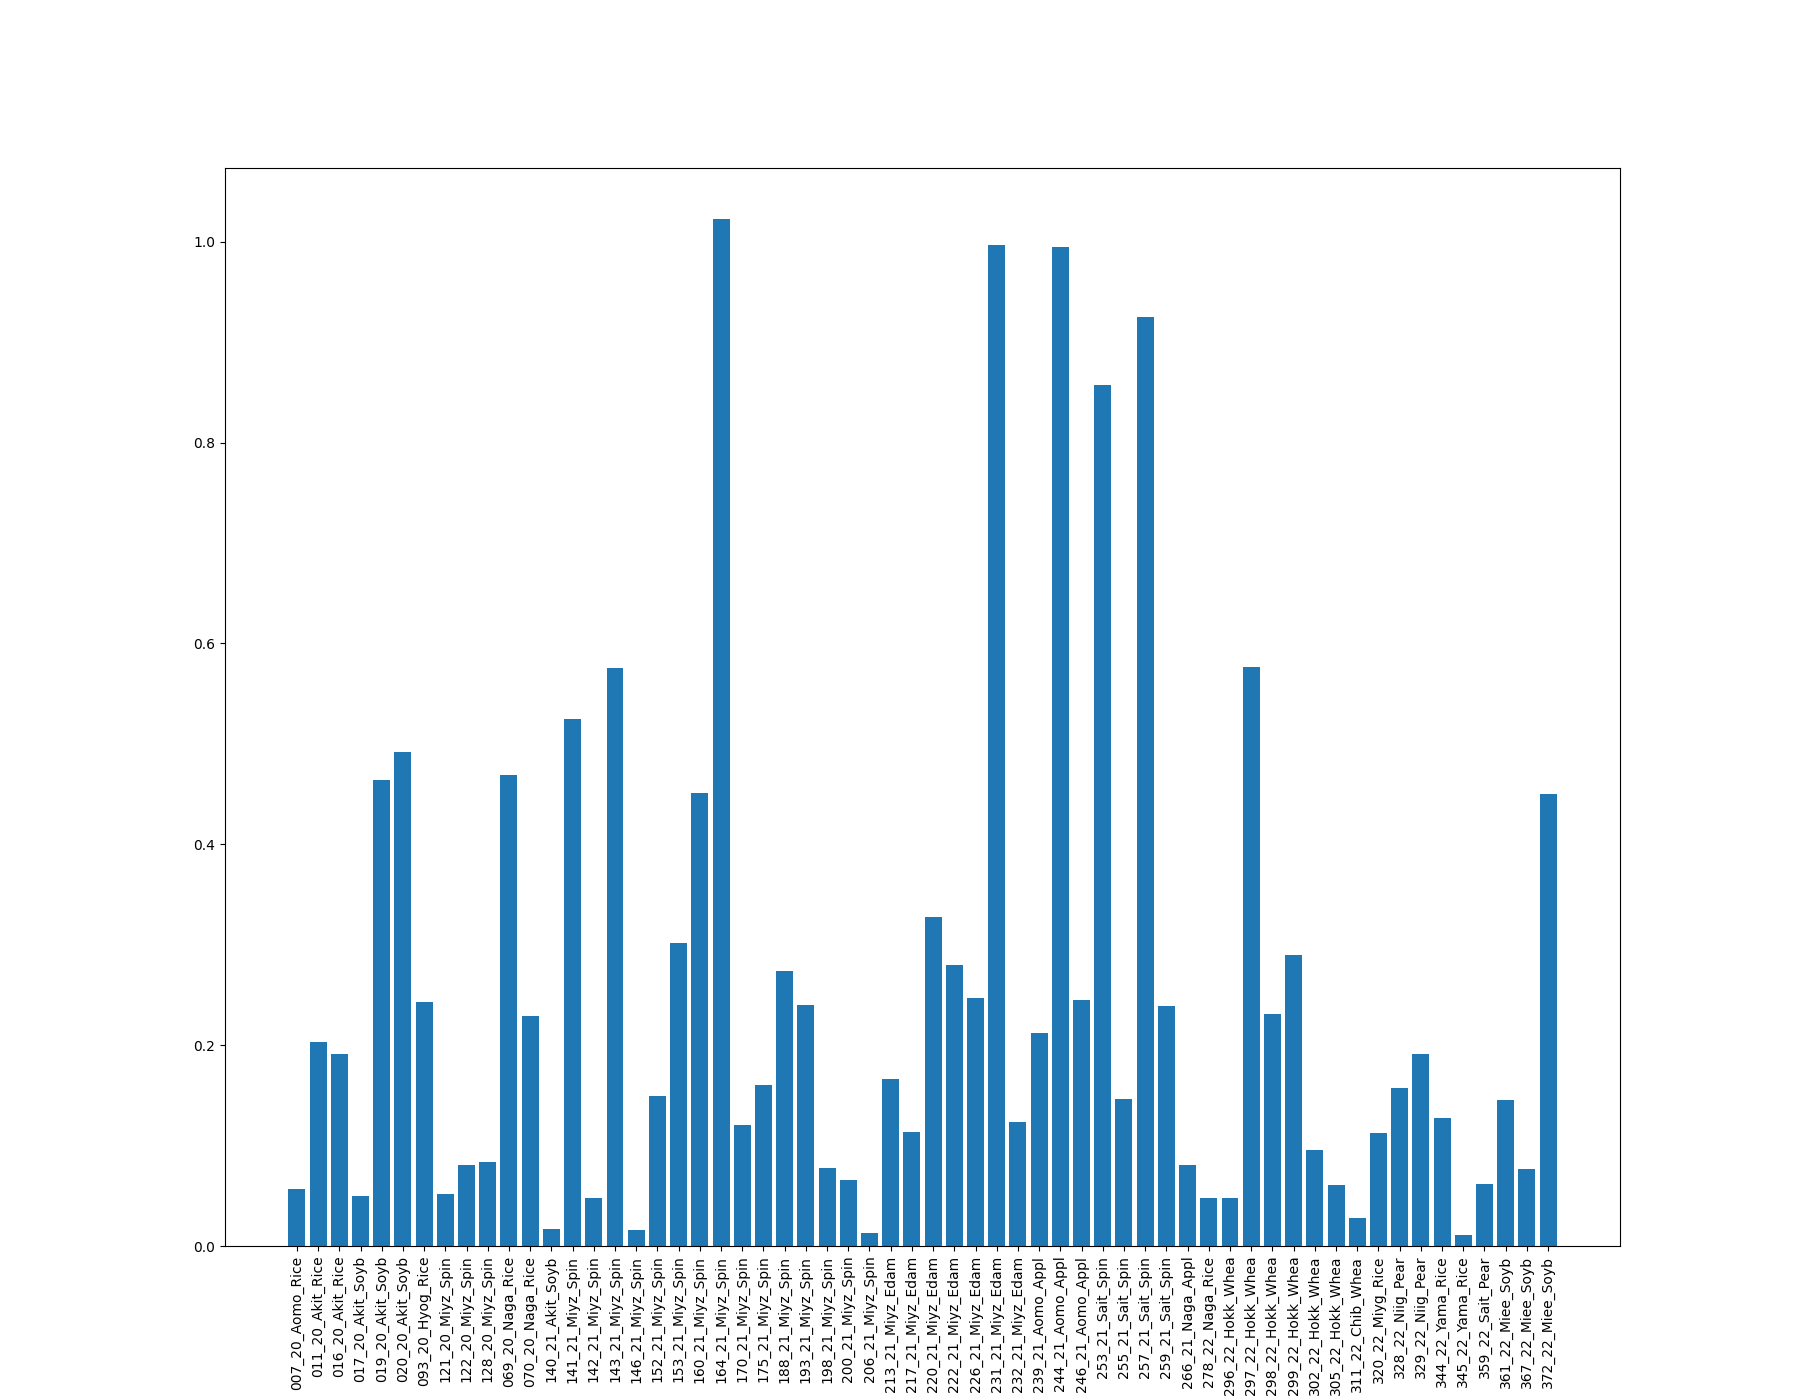 1.0
0.8
0.6
0.4
0.2
0.0
007_20_Aomo_Rice
011_20_Akit_Rice
016_20_Akit_Rice
017_20_Akit_Soyb
019_20_Akit_Soyb
020_20_Akit_Soyb
093_20_Hyog_Rice
121_20_Miyz_Spin
122_20_Miyz_Spin
128_20_Miyz_Spin
069_20_Naga_Rice
070_20_Naga_Rice
140_21_Akit_Soyb
141_21_Miyz_Spin
142_21_Miyz_Spin
143_21_Miyz_Spin
146_21_Miyz_Spin
152_21_Miyz_Spin
153_21_Miyz_Spin
160_21_Miyz_Spin
164_21_Miyz_Spin
170_21_Miyz_Spin
175_21_Miyz_Spin
188_21_Miyz_Spin
193_21_Miyz_Spin
198_21_Miyz_Spin
200_21_Miyz_Spin
206_21_Miyz_Spin
213_21_Miyz_Edam
217_21_Miyz_Edam
220_21_Miyz_Edam
222_21_Miyz_Edam
226_21_Miyz_Edam
231_21_Miyz_Edam
232_21_Miyz_Edam
239_21_Aomo_Appl
244_21_Aomo_Appl
246_21_Aomo_Appl
253_21_Sait_Spin
255_21_Sait_Spin
257_21_Sait_Spin
259_21_Sait_Spin
266_21_Naga_Appl
278_22_Naga_Rice
296_22_Hokk_Whea
297_22_Hokk_Whea
298_22_Hokk_Whea
299_22_Hokk_Whea
302_22_Hokk_Whea
305_22_Hokk_Whea
311_22_Chib_Whea
320_22_Miyg_Rice
328_22_Niig_Pear
329_22_Niig_Pear
344_22_Yama_Rice
345_22_Yama_Rice
359_22_Sait_Pear
361_22_Miee_Soyb
367_22_Miee_Soyb
372_22_Miee_Soyb